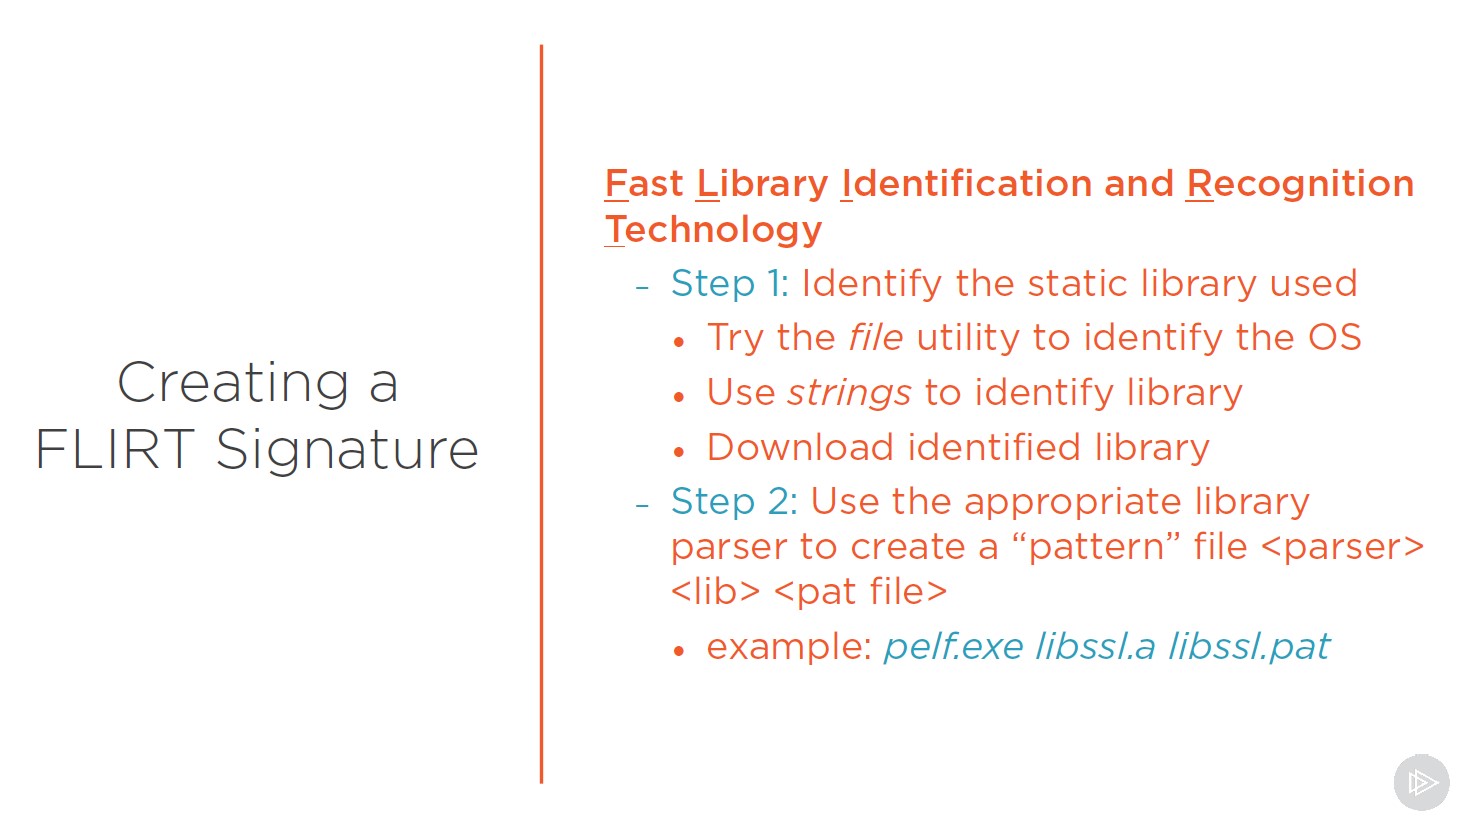 Creating a
FLIRT Signature
Fast Library Identification and Recognition
Technology
- Step 1: Identify the static library used
• Try the file utility to identify the OS
• Use strings to identify library
• Download identified library
- Step 2: Use the appropriate library
parser to create a “pattern” file <parser>
<lib> <pat file>
• example: pelf.exe libssl.a libssl.pat